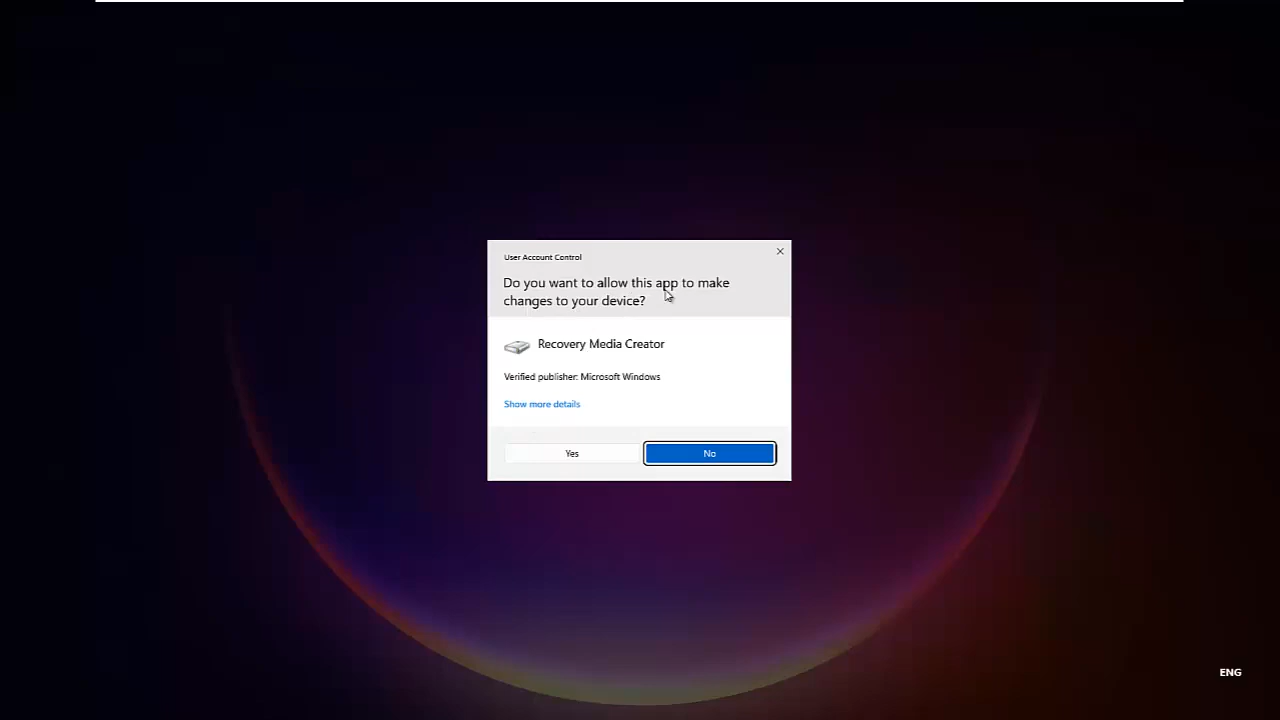 User Account Control
Do you want to allow this app to make
changes to your device?
Recovery Media Creator
Verified publisher: Microsoft Windows
Show more details
Yes
No
ENG